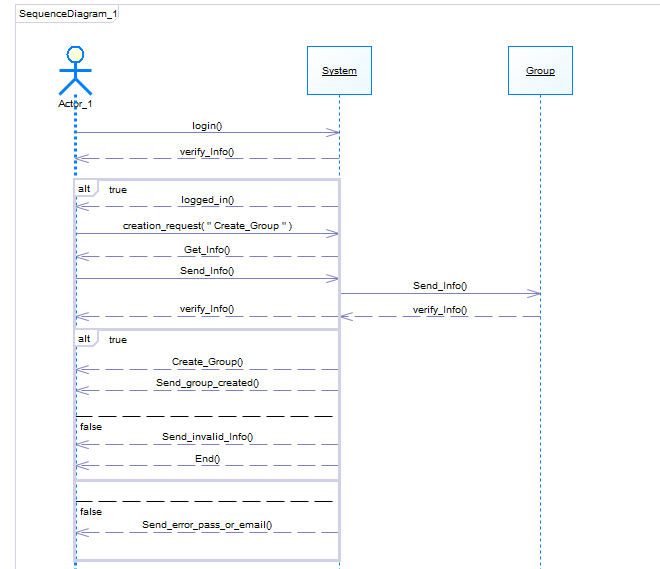 SequenceDiagram_1
System
Group
Actor_1
login()
verify_Info()
alt
true
logged_in()
creation_request( " Create_Group " )
Get_Info()
Send_Info()
Send_Info()
verify_Info()
verify_Info()
alt
true
Create_Group()
Send_group_created()
false
Send_invalid_Info()
End()
false
Send_error_pass_or_email()